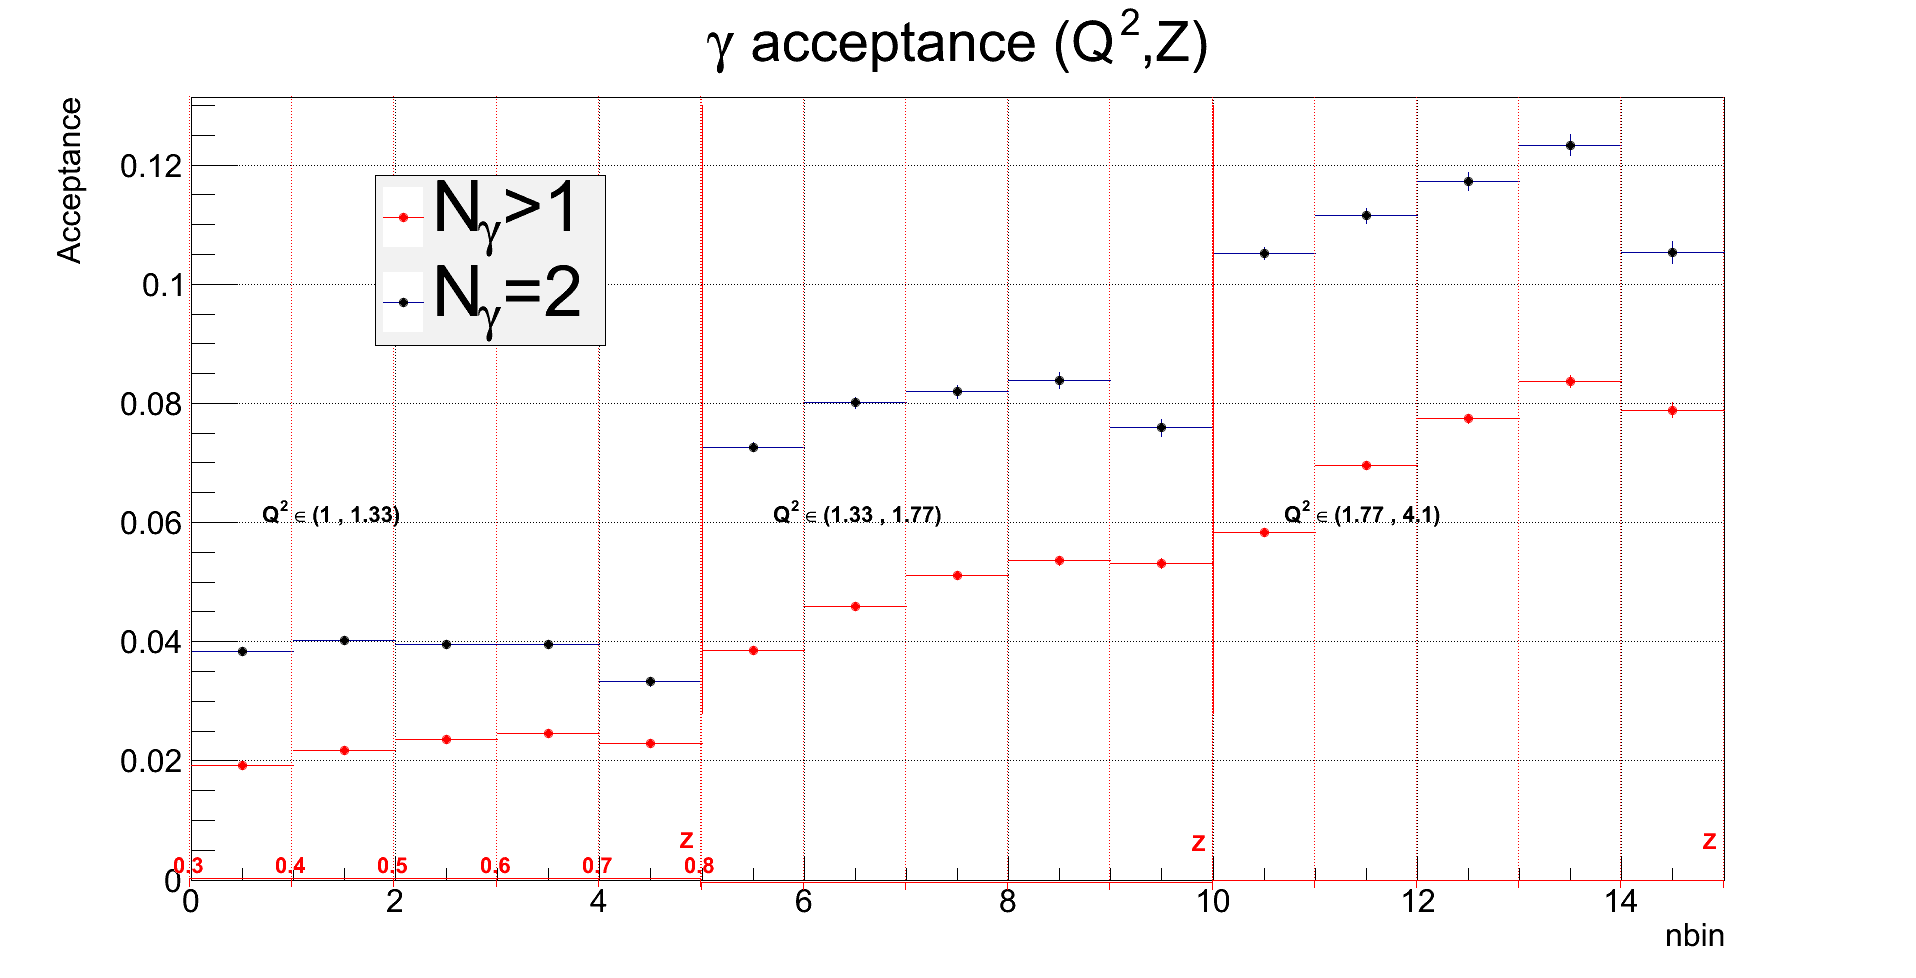 γ acceptance (Q²,Z)
Acceptance
0.12
0.1
0.08
0.06
0.04
0.02
0
Nγ>1
Nγ=2
Q² ∈ (1 , 1.33)
Q² ∈ (1.33 , 1.77)
Q² ∈ (1.77 , 4.1)
Z
Z
Z
0.3 0.4 0.5 0.6 0.7 0.8
0 2 4 6 8 10 12 14
nbin